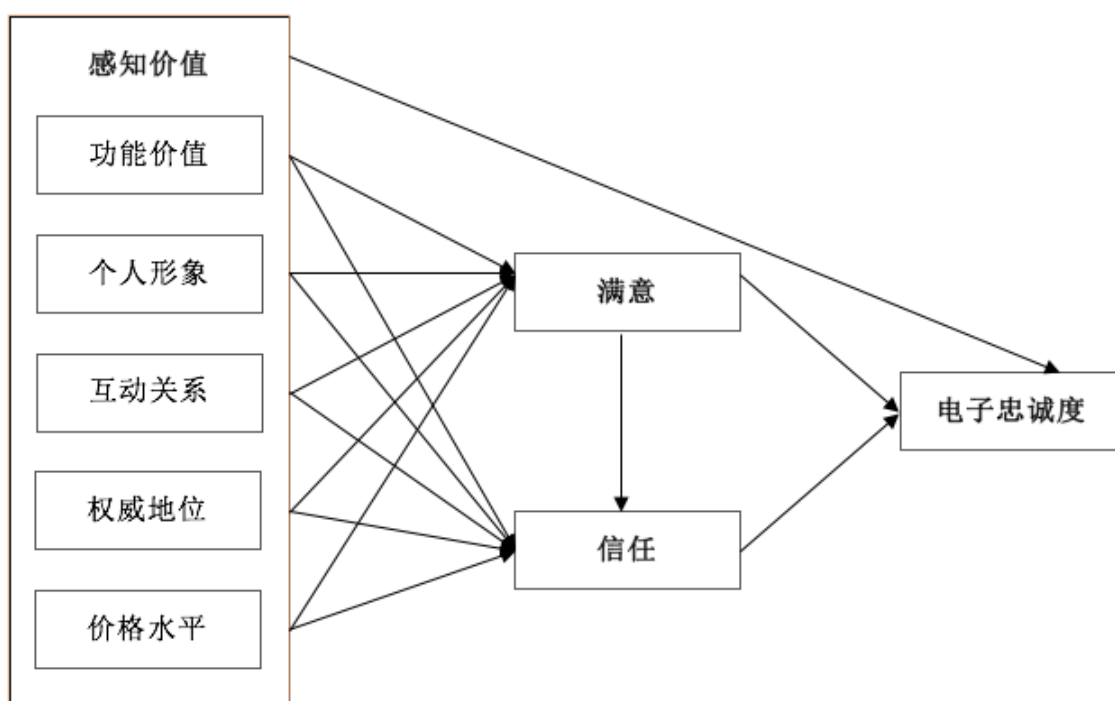 感知价值
功能价值
个人形象
互动关系
权威地位
价格水平
满意
信任
电子忠诚度